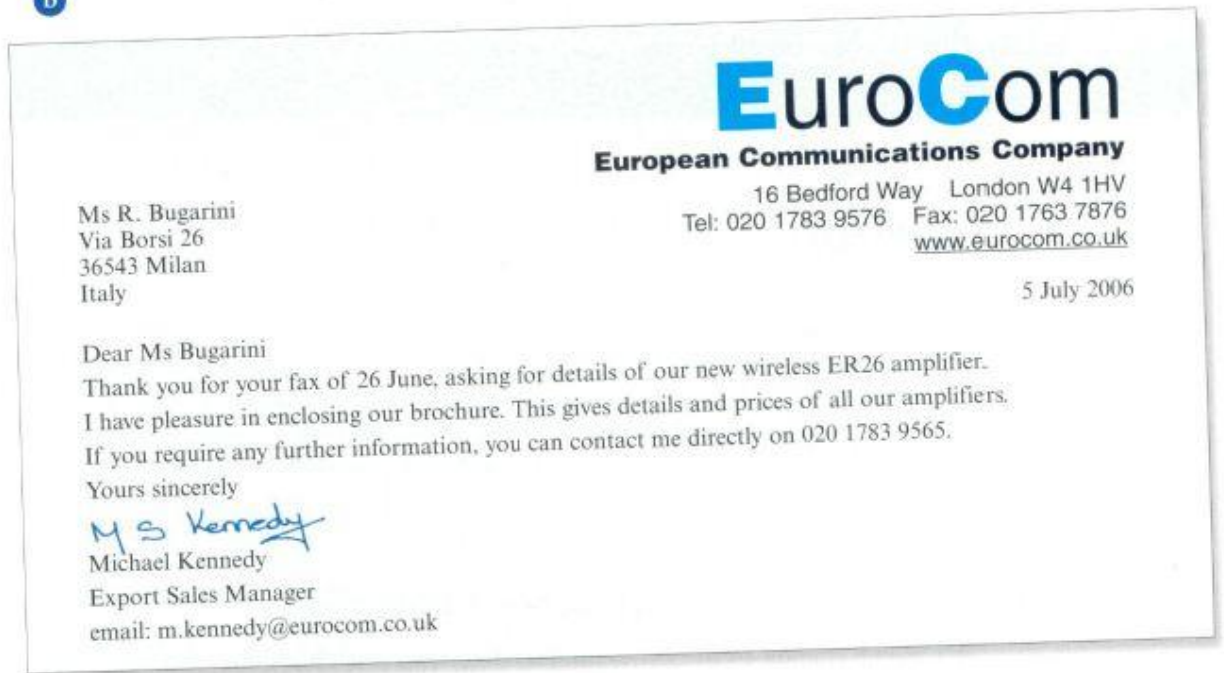 b
EuroCom
European Communications Company
16 Bedford Way London W4 1HV
Tel: 020 1783 9576 Fax: 020 1763 7876
www.eurocom.co.uk
Ms R. Bugarini
Via Borsi 26
36543 Milan
Italy
5 July 2006
Dear Ms Bugarini
Thank you for your fax of 26 June, asking for details of our new wireless ER26 amplifier.
I have pleasure in enclosing our brochure. This gives details and prices of all our amplifiers.
If you require any further information, you can contact me directly on 020 1783 9565.
Yours sincerely
M S Kennedy
Michael Kennedy
Export Sales Manager
email: m.kennedy@eurocom.co.uk